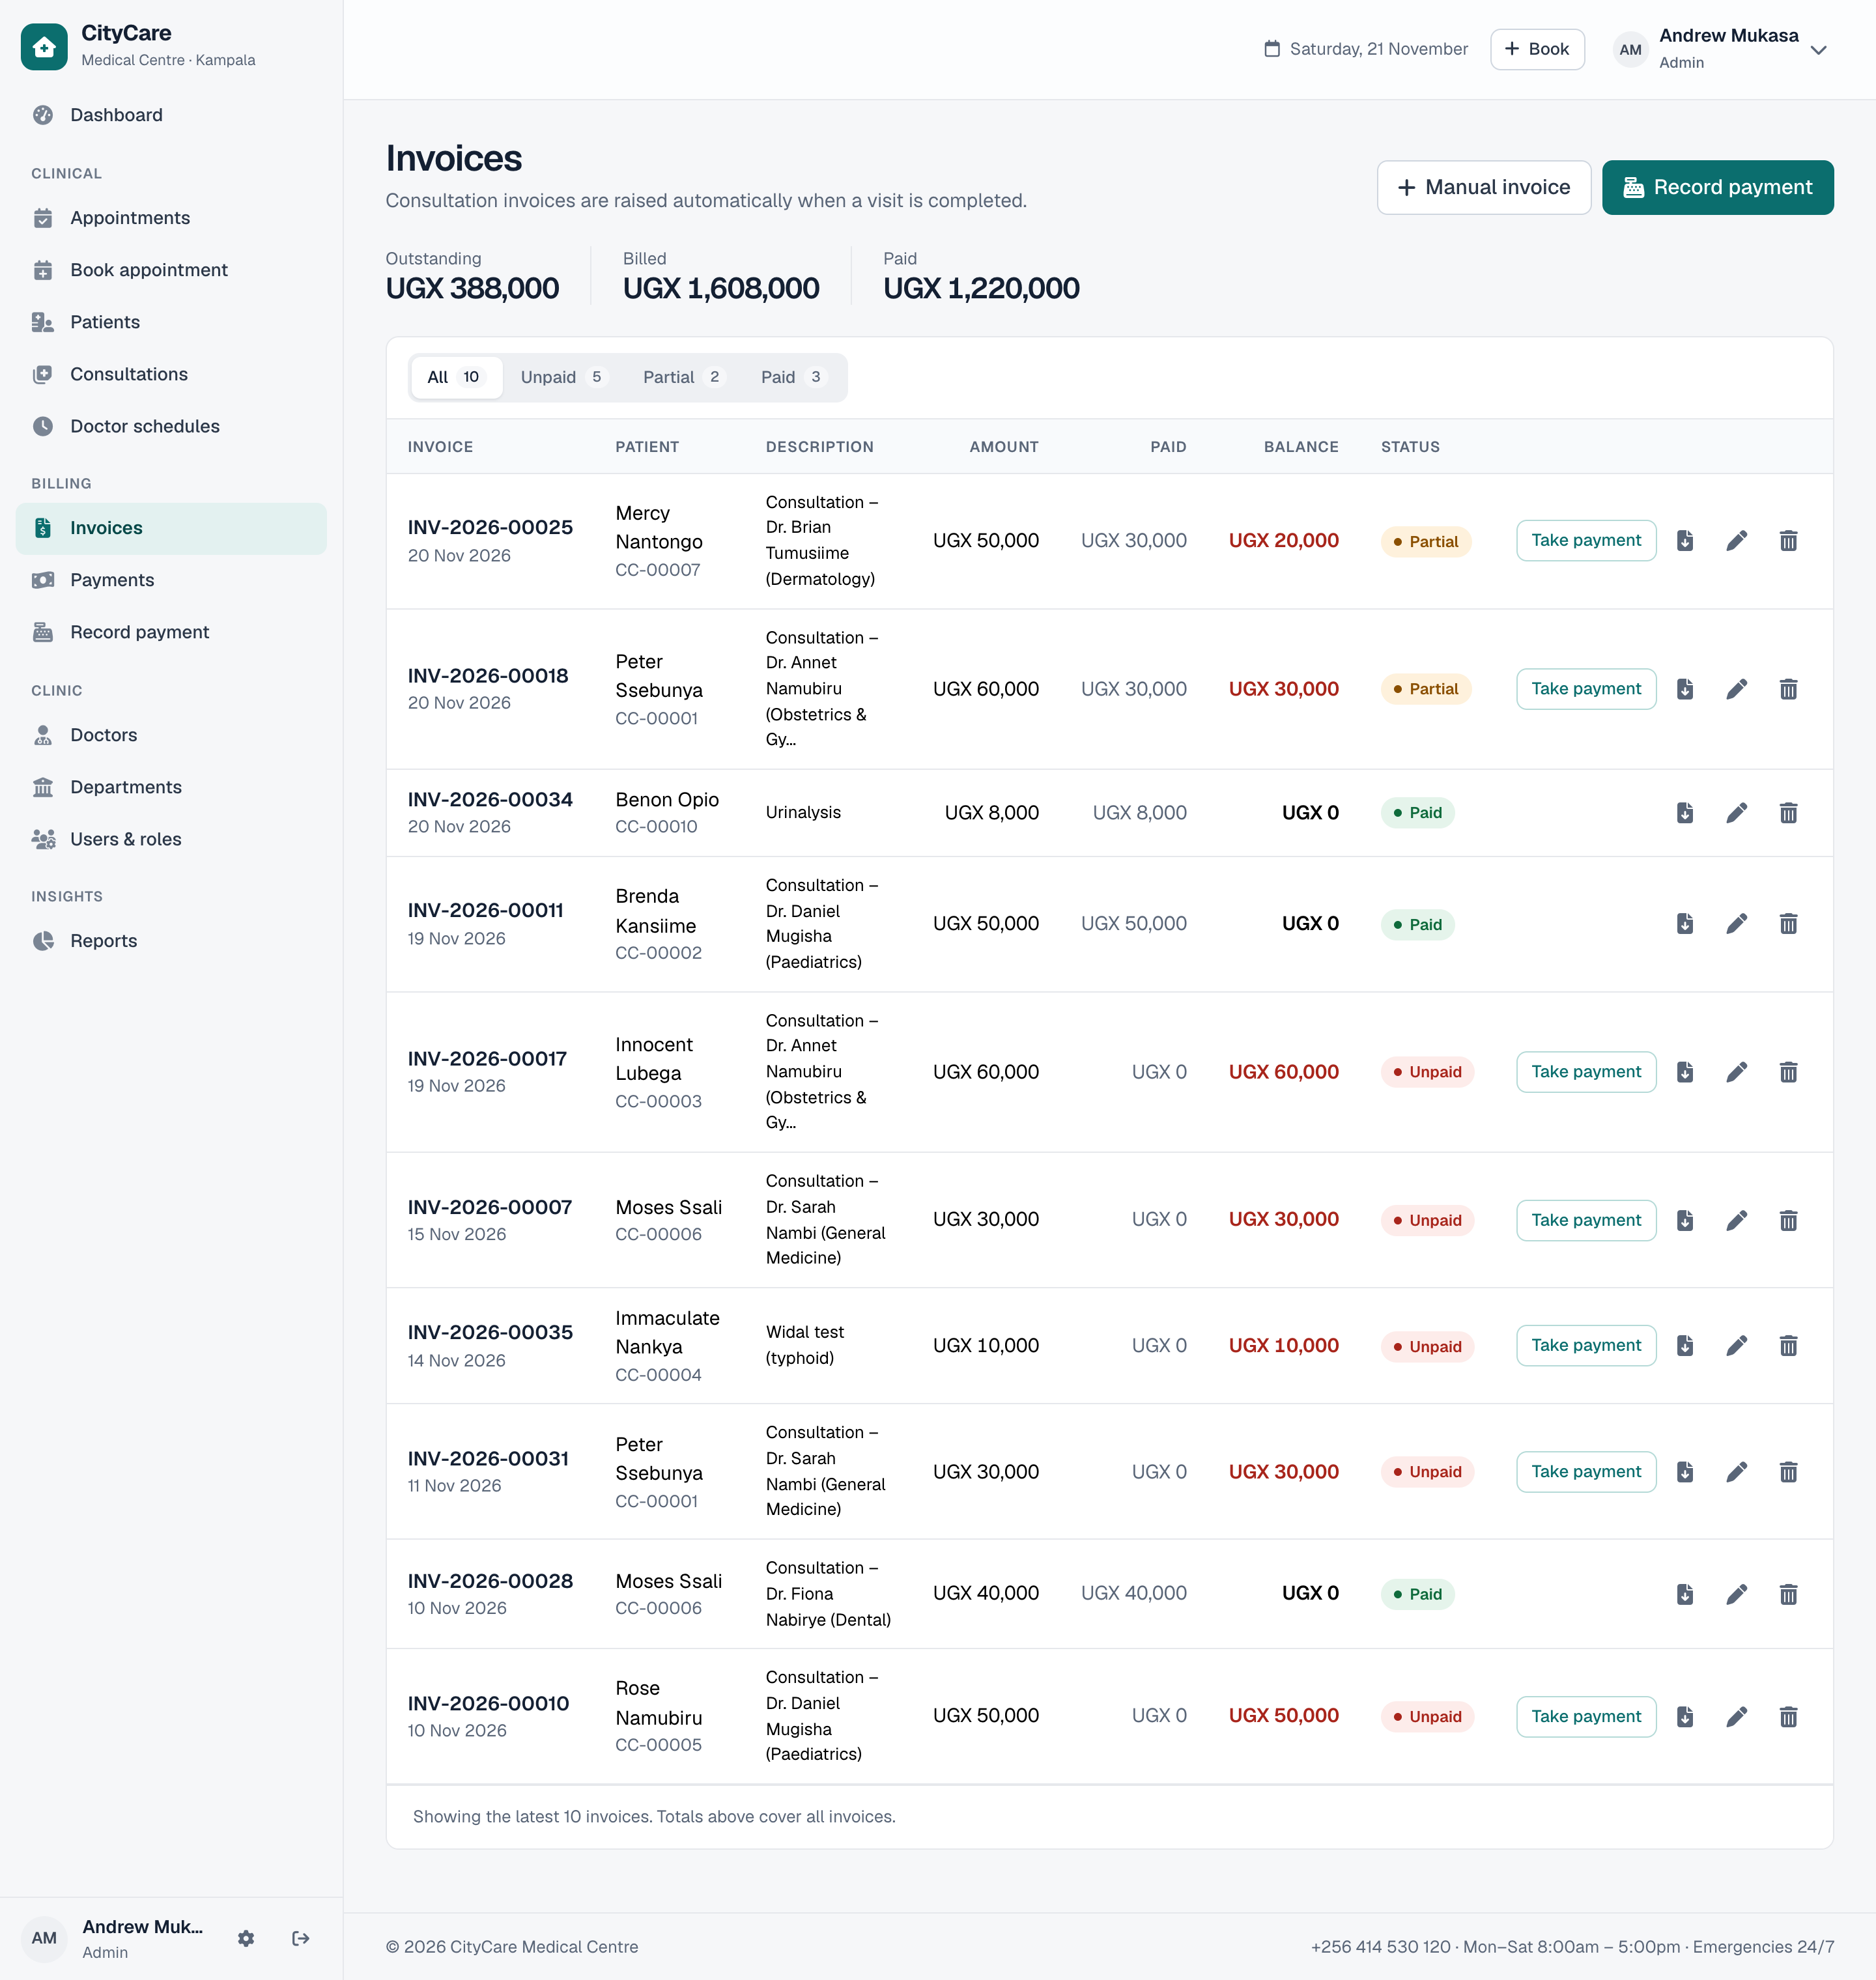 CityCare
Medical Centre · Kampala
Dashboard
CLINICAL
Appointments
Book appointment
Patients
Consultations
Doctor schedules
BILLING
Invoices
Payments
Record payment
CLINIC
Doctors
Departments
Users & roles
INSIGHTS
Reports
AM
Andrew Muk...
Admin
Saturday, 21 November
+ Book
AM
Andrew Mukasa
Admin
Invoices
Consultation invoices are raised automatically when a visit is completed.
+ Manual invoice
Record payment
Outstanding
UGX 388,000
Billed
UGX 1,608,000
Paid
UGX 1,220,000
All 10 Unpaid 5 Partial 2 Paid 3
INVOICE PATIENT DESCRIPTION AMOUNT PAID BALANCE STATUS
INV-2026-00025
20 Nov 2026
Mercy
Nantongo
CC-00007
Consultation –
Dr. Brian
Tumusiime
(Dermatology)
UGX 50,000 UGX 30,000 UGX 20,000 Partial Take payment
INV-2026-00018
20 Nov 2026
Peter
Ssebunya
CC-00001
Consultation –
Dr. Annet
Namubiru
(Obstetrics &
Gy...
UGX 60,000 UGX 30,000 UGX 30,000 Partial Take payment
INV-2026-00034
20 Nov 2026
Benon Opio
CC-00010
Urinalysis
UGX 8,000 UGX 8,000 UGX 0 Paid
INV-2026-00011
19 Nov 2026
Brenda
Kansiime
CC-00002
Consultation –
Dr. Daniel
Mugisha
(Paediatrics)
UGX 50,000 UGX 50,000 UGX 0 Paid
INV-2026-00017
19 Nov 2026
Innocent
Lubega
CC-00003
Consultation –
Dr. Annet
Namubiru
(Obstetrics &
Gy...
UGX 60,000 UGX 0 UGX 60,000 Unpaid Take payment
INV-2026-00007
15 Nov 2026
Moses Ssali
CC-00006
Consultation –
Dr. Sarah
Nambi (General
Medicine)
UGX 30,000 UGX 0 UGX 30,000 Unpaid Take payment
INV-2026-00035
14 Nov 2026
Immaculate
Nankya
CC-00004
Widal test
(typhoid)
UGX 10,000 UGX 0 UGX 10,000 Unpaid Take payment
INV-2026-00031
11 Nov 2026
Peter
Ssebunya
CC-00001
Consultation –
Dr. Sarah
Nambi (General
Medicine)
UGX 30,000 UGX 0 UGX 30,000 Unpaid Take payment
INV-2026-00028
10 Nov 2026
Moses Ssali
CC-00006
Consultation –
Dr. Fiona
Nabirye (Dental)
UGX 40,000 UGX 40,000 UGX 0 Paid
INV-2026-00010
10 Nov 2026
Rose
Namubiru
CC-00005
Consultation –
Dr. Daniel
Mugisha
(Paediatrics)
UGX 50,000 UGX 0 UGX 50,000 Unpaid Take payment
Showing the latest 10 invoices. Totals above cover all invoices.
© 2026 CityCare Medical Centre
+256 414 530 120 · Mon–Sat 8:00am – 5:00pm · Emergencies 24/7